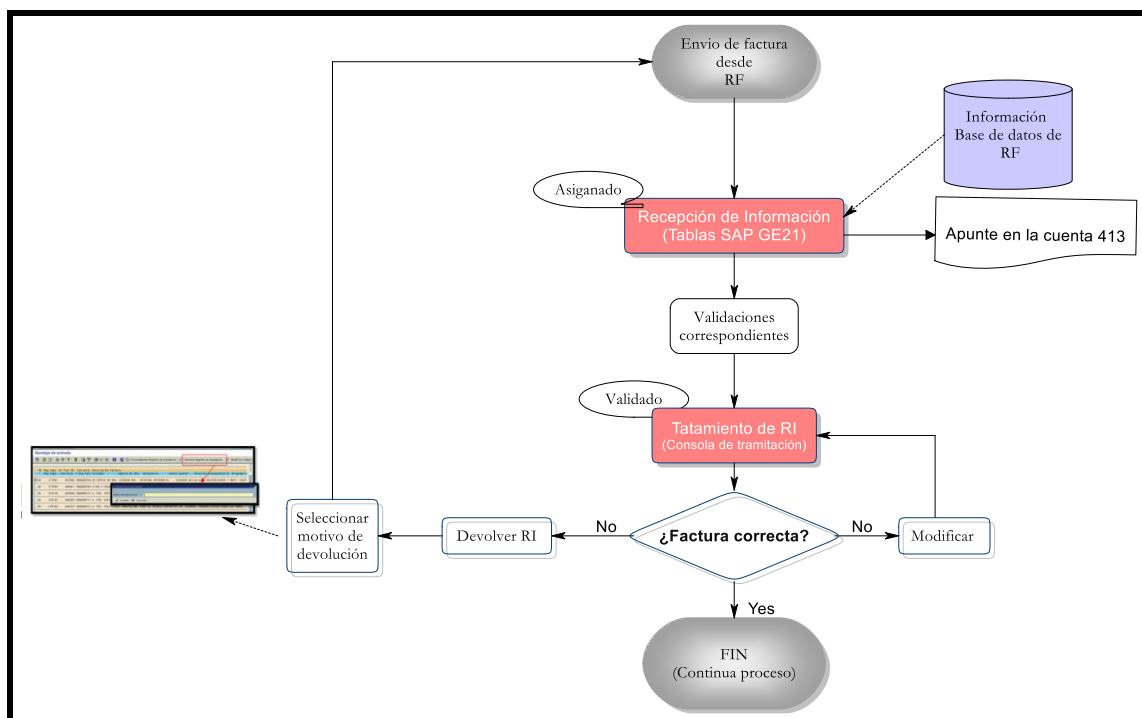 Envio de factura
desde
RF
Información
Base de datos de
RF
Asiganado
Recepción de Información
(Tablas SAP GE21)
Apunte en la cuenta 413
Validaciones
correspondientes
Validado
Tatamiento de RI
(Consola de tramitación)
Seleccionar
motivo de
devolución
Devolver RI
No
¿Factura correcta?
No
Modificar
Yes
FIN
(Continua proceso)